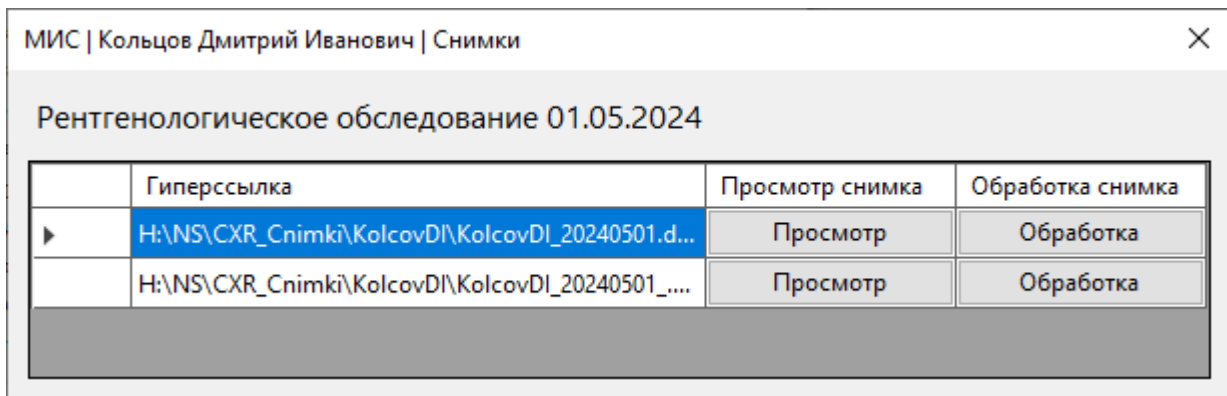 МИС | Кольцов Дмитрий Иванович | Снимки
Рентгенологическое обследование 01.05.2024
Гиперссылка Просмотр снимка Обработка снимка
H:\NS\CXR_Cnimki\KolcovDI\KolcovDI_20240501.d... Просмотр Обработка
H:\NS\CXR_Cnimki\KolcovDI\KolcovDI_20240501_.... Просмотр Обработка